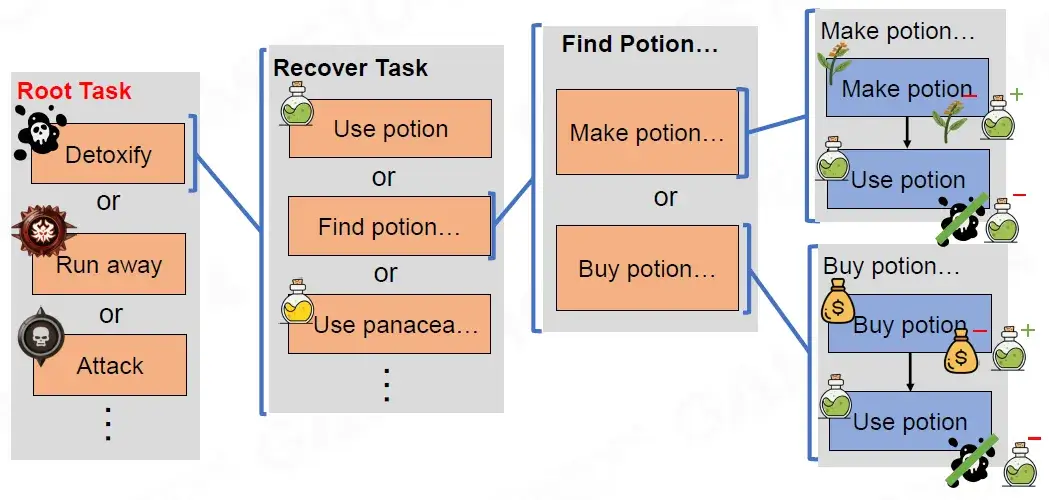 Root Task
Detoxify
or
Run away
or
Attack
Recover Task
Use potion
or
Find potion…
or
Use panacea…
Find Potion…
Make potion…
or
Buy potion…
Make potion…
Make potion
Use potion
Buy potion…
Buy potion
Use potion